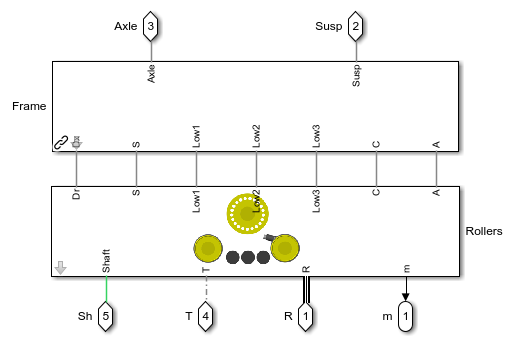 Axle 3 Susp 2
Axle Susp
Frame
Dr S Low1 Low2 Low3 C A
Dr S Low1 Low2 Low3 C A
Rollers
Shaft T R m
Sh 5 T 4 R 1 m 1